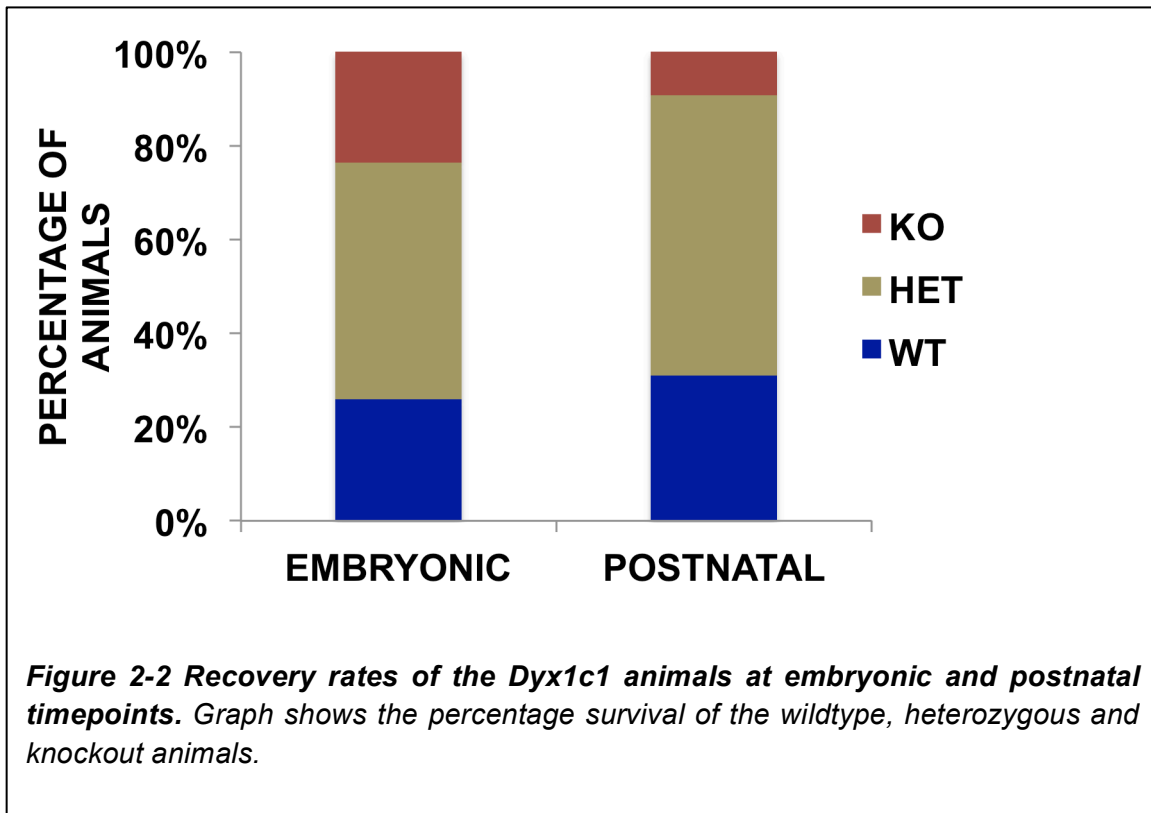 100%
80%
60%
40%
20%
0%
PERCENTAGE OF
ANIMALS
EMBRYONIC
POSTNATAL
KO
HET
WT
Figure 2-2 Recovery rates of the Dyx1c1 animals at embryonic and postnatal
timepoints. Graph shows the percentage survival of the wildtype, heterozygous and
knockout animals.